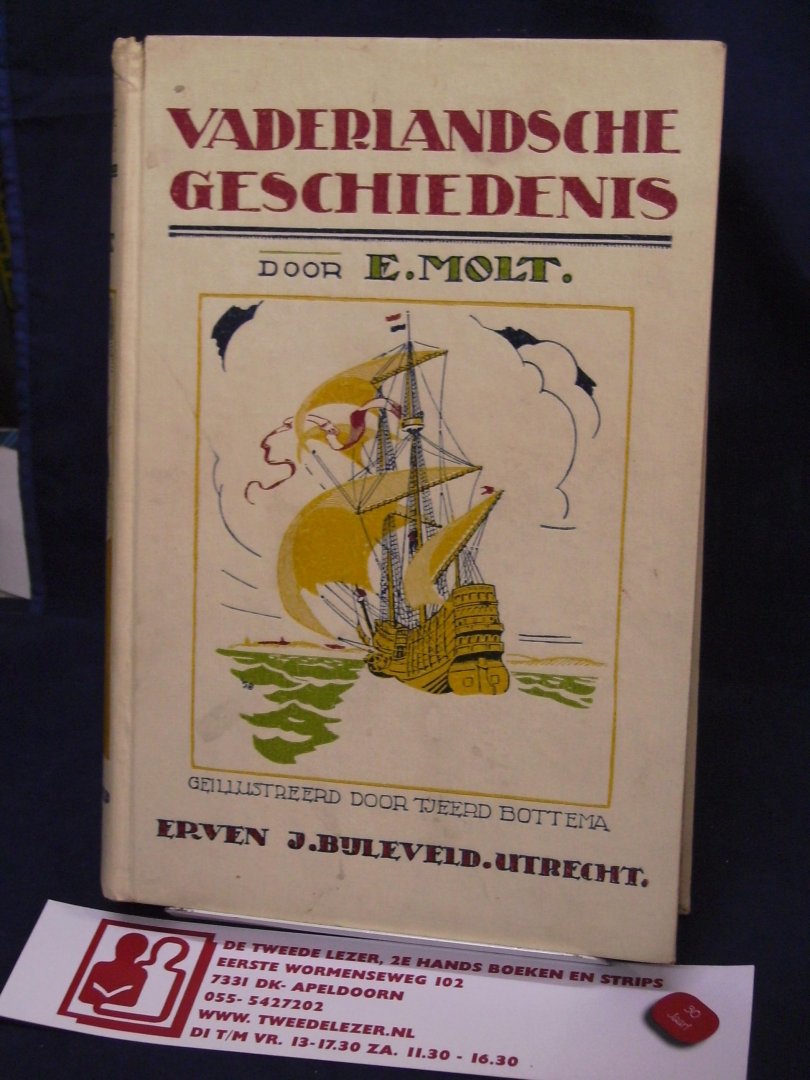 VADERLANDSCHE
GESCHIEDENIS
DOOR E. MOLT.
GEILLUSTREERD DOOR TJEERD BOTTEMA
ERVEN J. BIJLEVELD. UTRECHT.
DE TWEEDE LEZER, 2E HANDS BOEKEN EN STRIPS
EERSTE WORMENSEWEG 102
7331 DK- APELDOORN
055- 5427202
WWW. TWEEDELEZER.NL
DI T/M VR. 13-17.30 ZA. 11.30 - 16.30
30
Jaar!